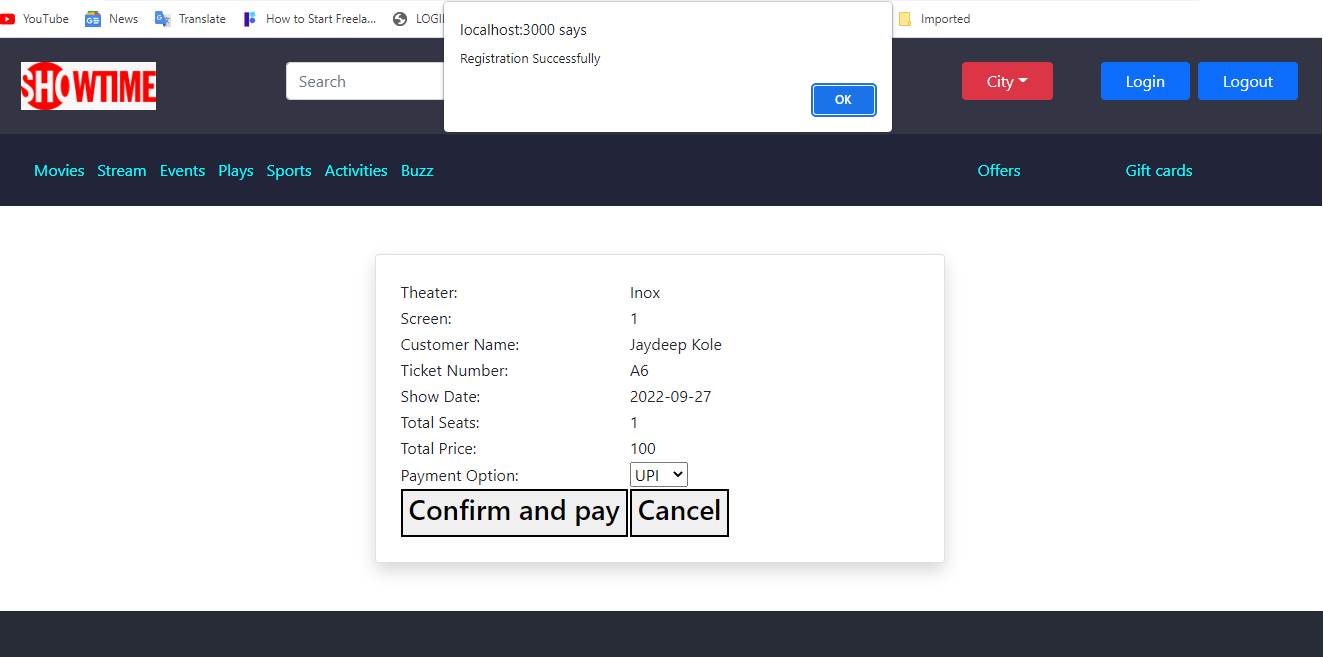 YouTube News Translate How to Start Freela... LOGI Imported
localhost:3000 says
Registration Successfully
OK
SHOWTIME Search City Login Logout
Movies Stream Events Plays Sports Activities Buzz Offers Gift cards
Theater: Inox
Screen: 1
Customer Name: Jaydeep Kole
Ticket Number: A6
Show Date: 2022-09-27
Total Seats: 1
Total Price: 100
Payment Option: UPI
Confirm and pay Cancel